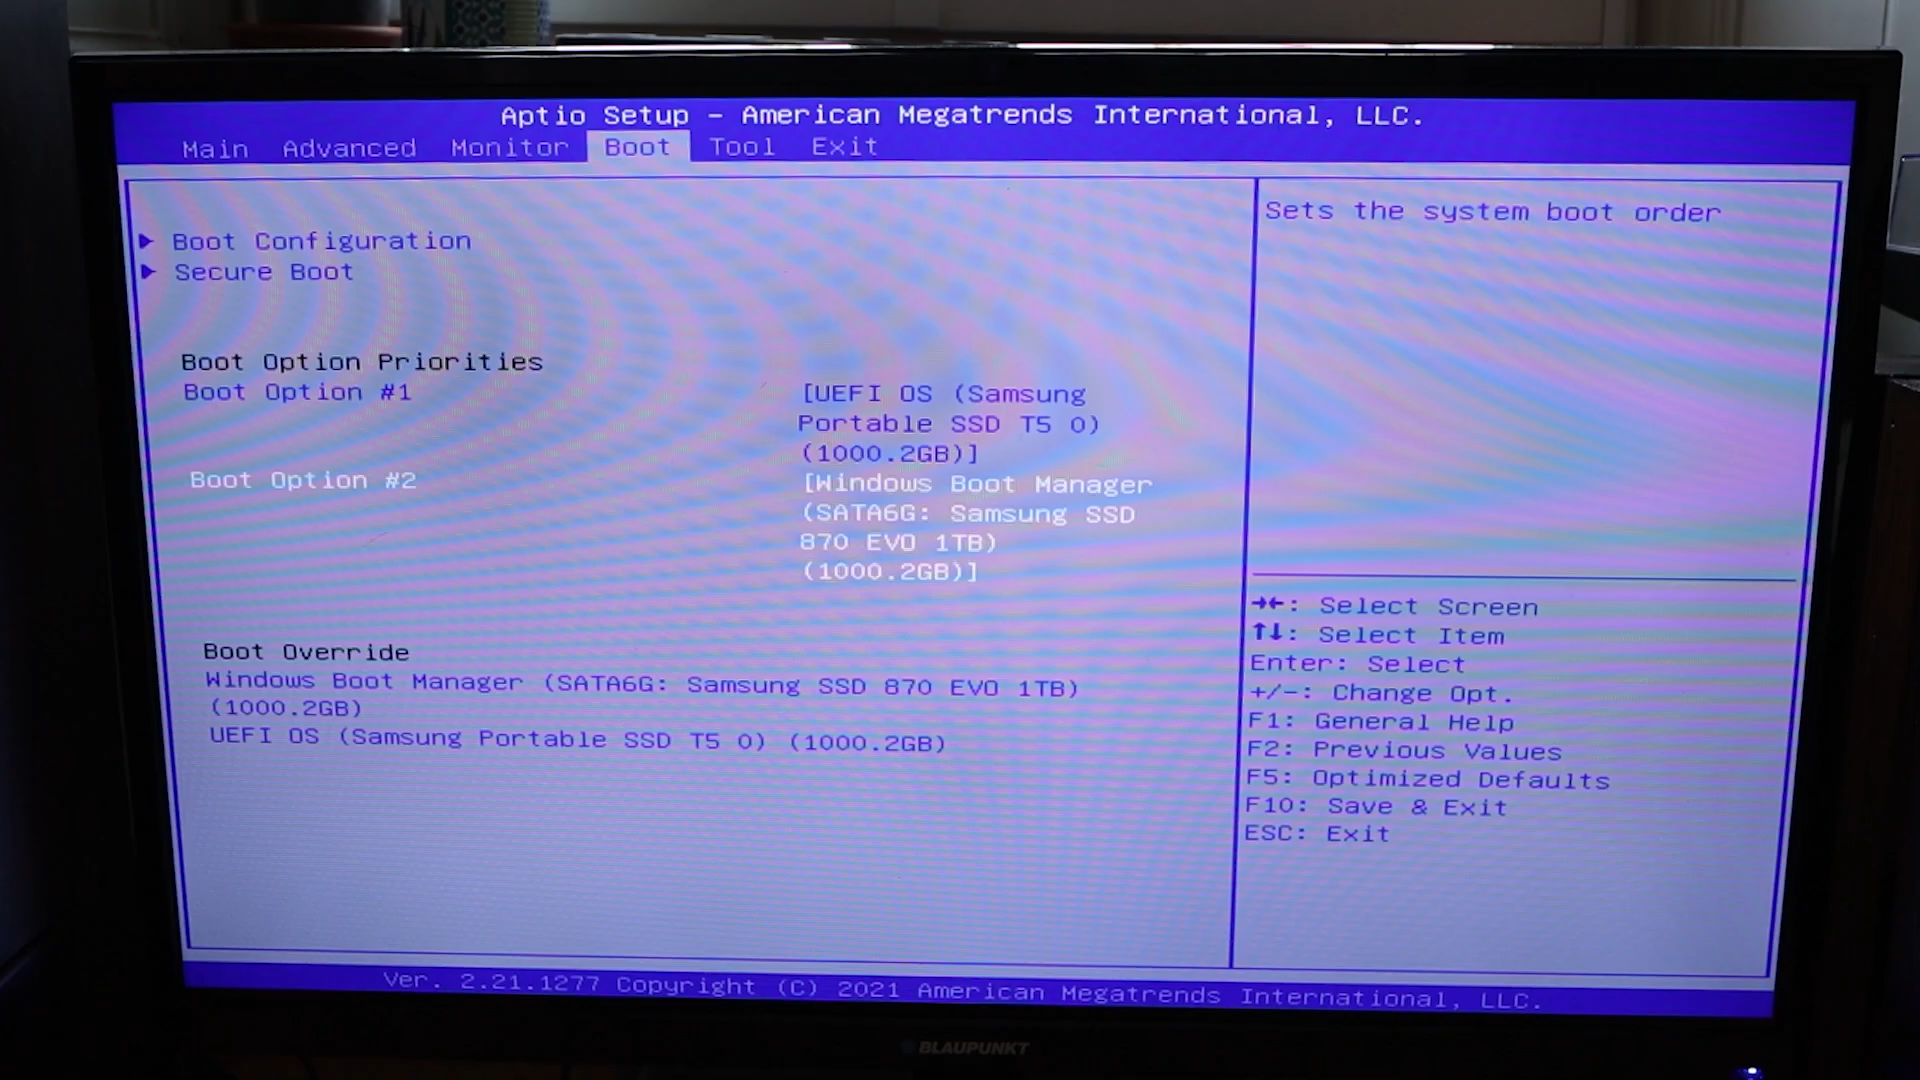 Aptio Setup – American Megatrends International, LLC.
Main Advanced Monitor Boot Tool Exit
Boot Configuration
Secure Boot
Boot Option Priorities
Boot Option #1 [UEFI OS (Samsung
Portable SSD T5 0)
(1000.2GB)]
Boot Option #2 [Windows Boot Manager
(SATA6G: Samsung SSD
870 EVO 1TB)
(1000.2GB)]
Boot Override
Windows Boot Manager (SATA6G: Samsung SSD 870 EVO 1TB)
(1000.2GB)
UEFI OS (Samsung Portable SSD T5 0) (1000.2GB)
Sets the system boot order
→←: Select Screen
↑↓: Select Item
Enter: Select
+/-: Change Opt.
F1: General Help
F2: Previous Values
F5: Optimized Defaults
F10: Save & Exit
ESC: Exit
Ver. 2.21.1277 Copyright (C) 2021 American Megatrends International, LLC.
BLAUPUNKT